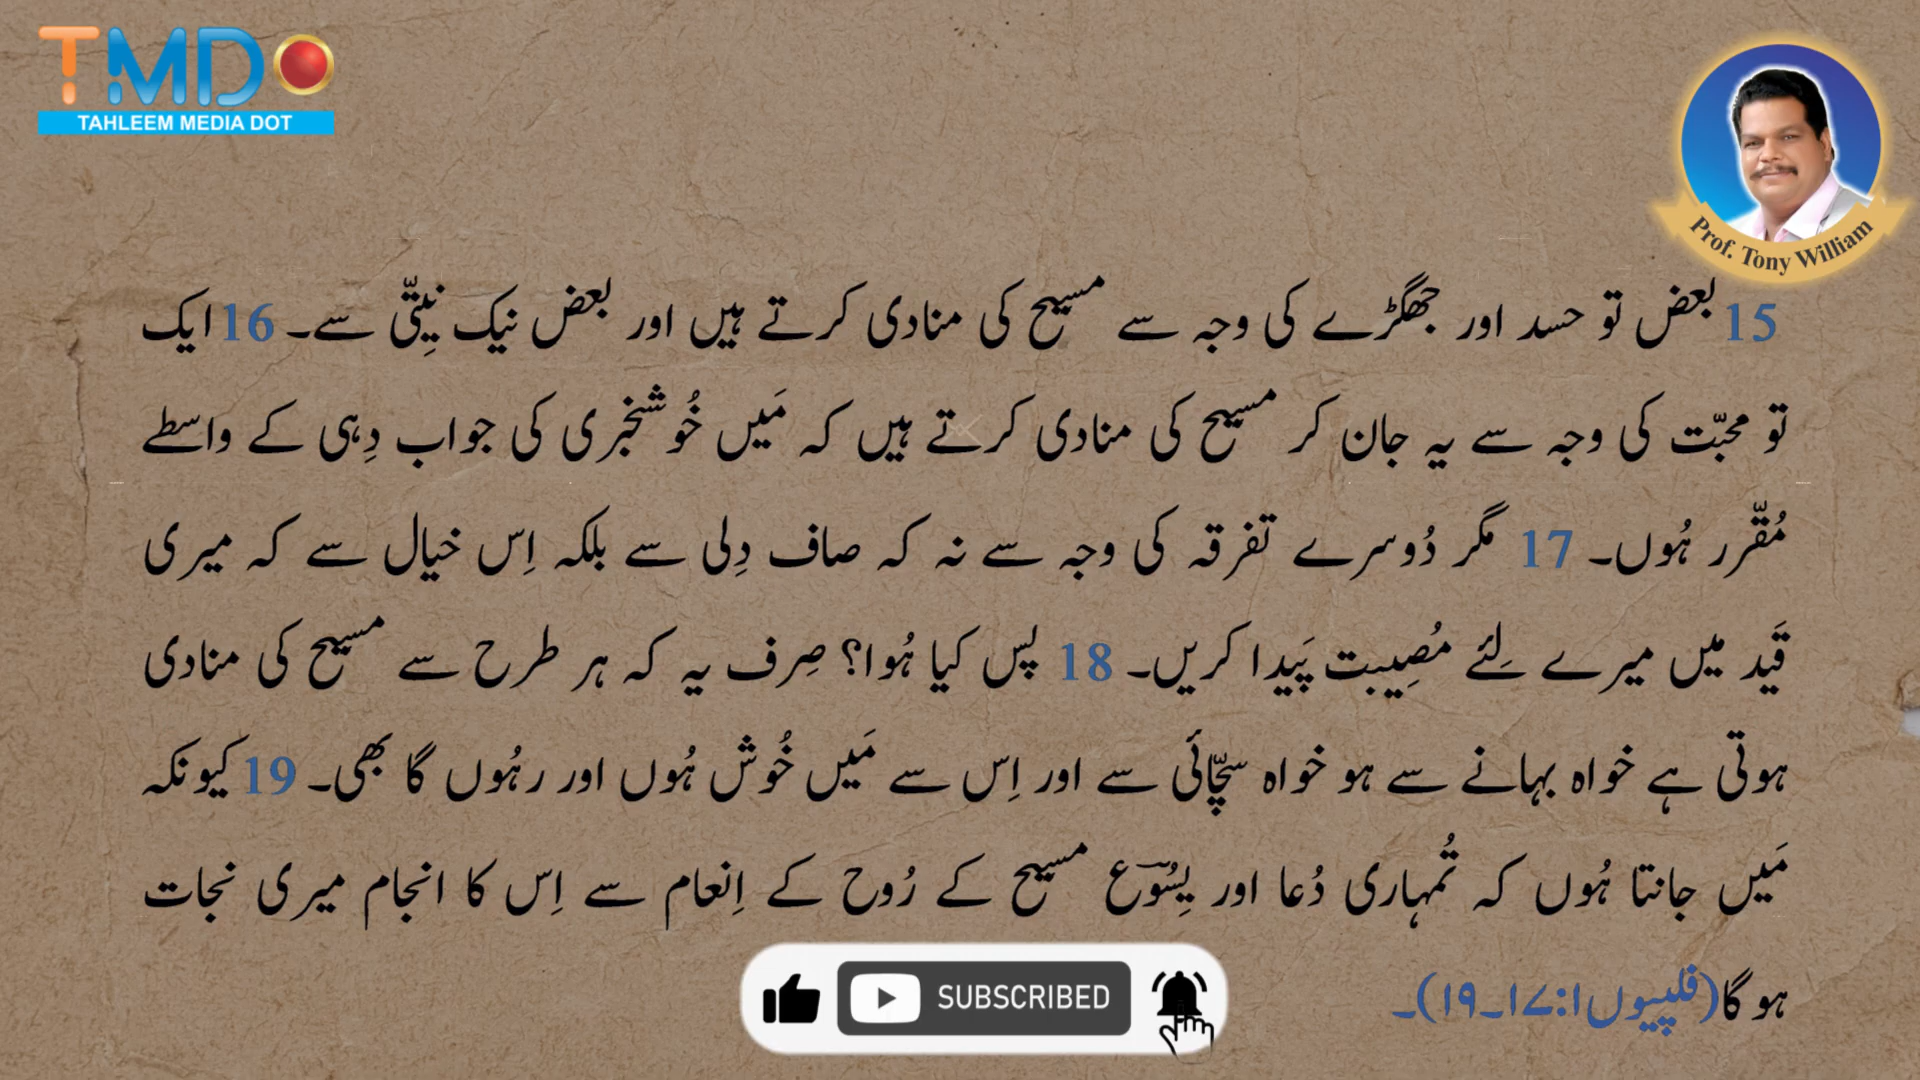 TMD
TAHLEEM MEDIA DOT
Prof. Tony William
15 بعض تو حسد اور جھگڑے کی وجہ سے مسیح کی منادی کرتے ہیں اور بعض نیک نِیتّی سے۔ 16 ایک
تو محبّت کی وجہ سے یہ جان کر مسیح کی منادی کرتے ہیں کہ مَیں خُوشخبری کی جواب دِہی کے واسطے
مُقرّر ہُوں۔ 17 مگر دُوسرے تفرقہ کی وجہ سے نہ کہ صاف دِلی سے بلکہ اِس خیال سے کہ میری
قَید میں میرے لِئے مُصِیبت پَیدا کریں۔ 18 پس کیا ہُوا؟ صِرف یہ کہ ہر طرح سے مسیح کی منادی
ہوتی ہے خواہ بہانے سے ہو خواہ سچّائی سے اور اِس سے مَیں خُوش ہُوں اور رہُوں گا بھی۔ 19 کیونکہ
مَیں جانتا ہُوں کہ تُمہاری دُعا اور یِسُوؔع مسیح کے رُوح کے اِنعام سے اِس کا انجام میری نجات
ہو گا (فلپیوں ۱:۱۷۔۱۹)۔
SUBSCRIBED